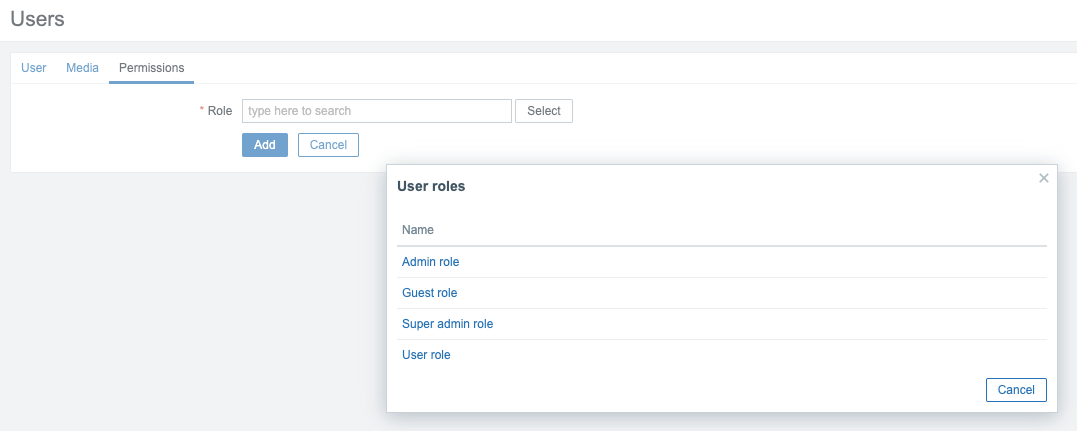 Users
User Media Permissions
* Role type here to search Select
Add Cancel
User roles ×
Name
Admin role
Guest role
Super admin role
User role
Cancel